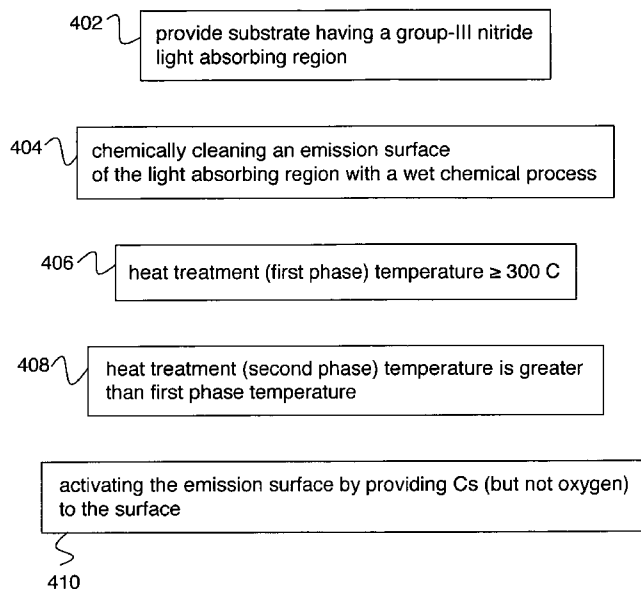 402
provide substrate having a group-III nitride
light absorbing region
404
chemically cleaning an emission surface
of the light absorbing region with a wet chemical process
406
heat treatment (first phase) temperature ≥ 300 C
408
heat treatment (second phase) temperature is greater
than first phase temperature
activating the emission surface by providing Cs (but not oxygen)
to the surface
410